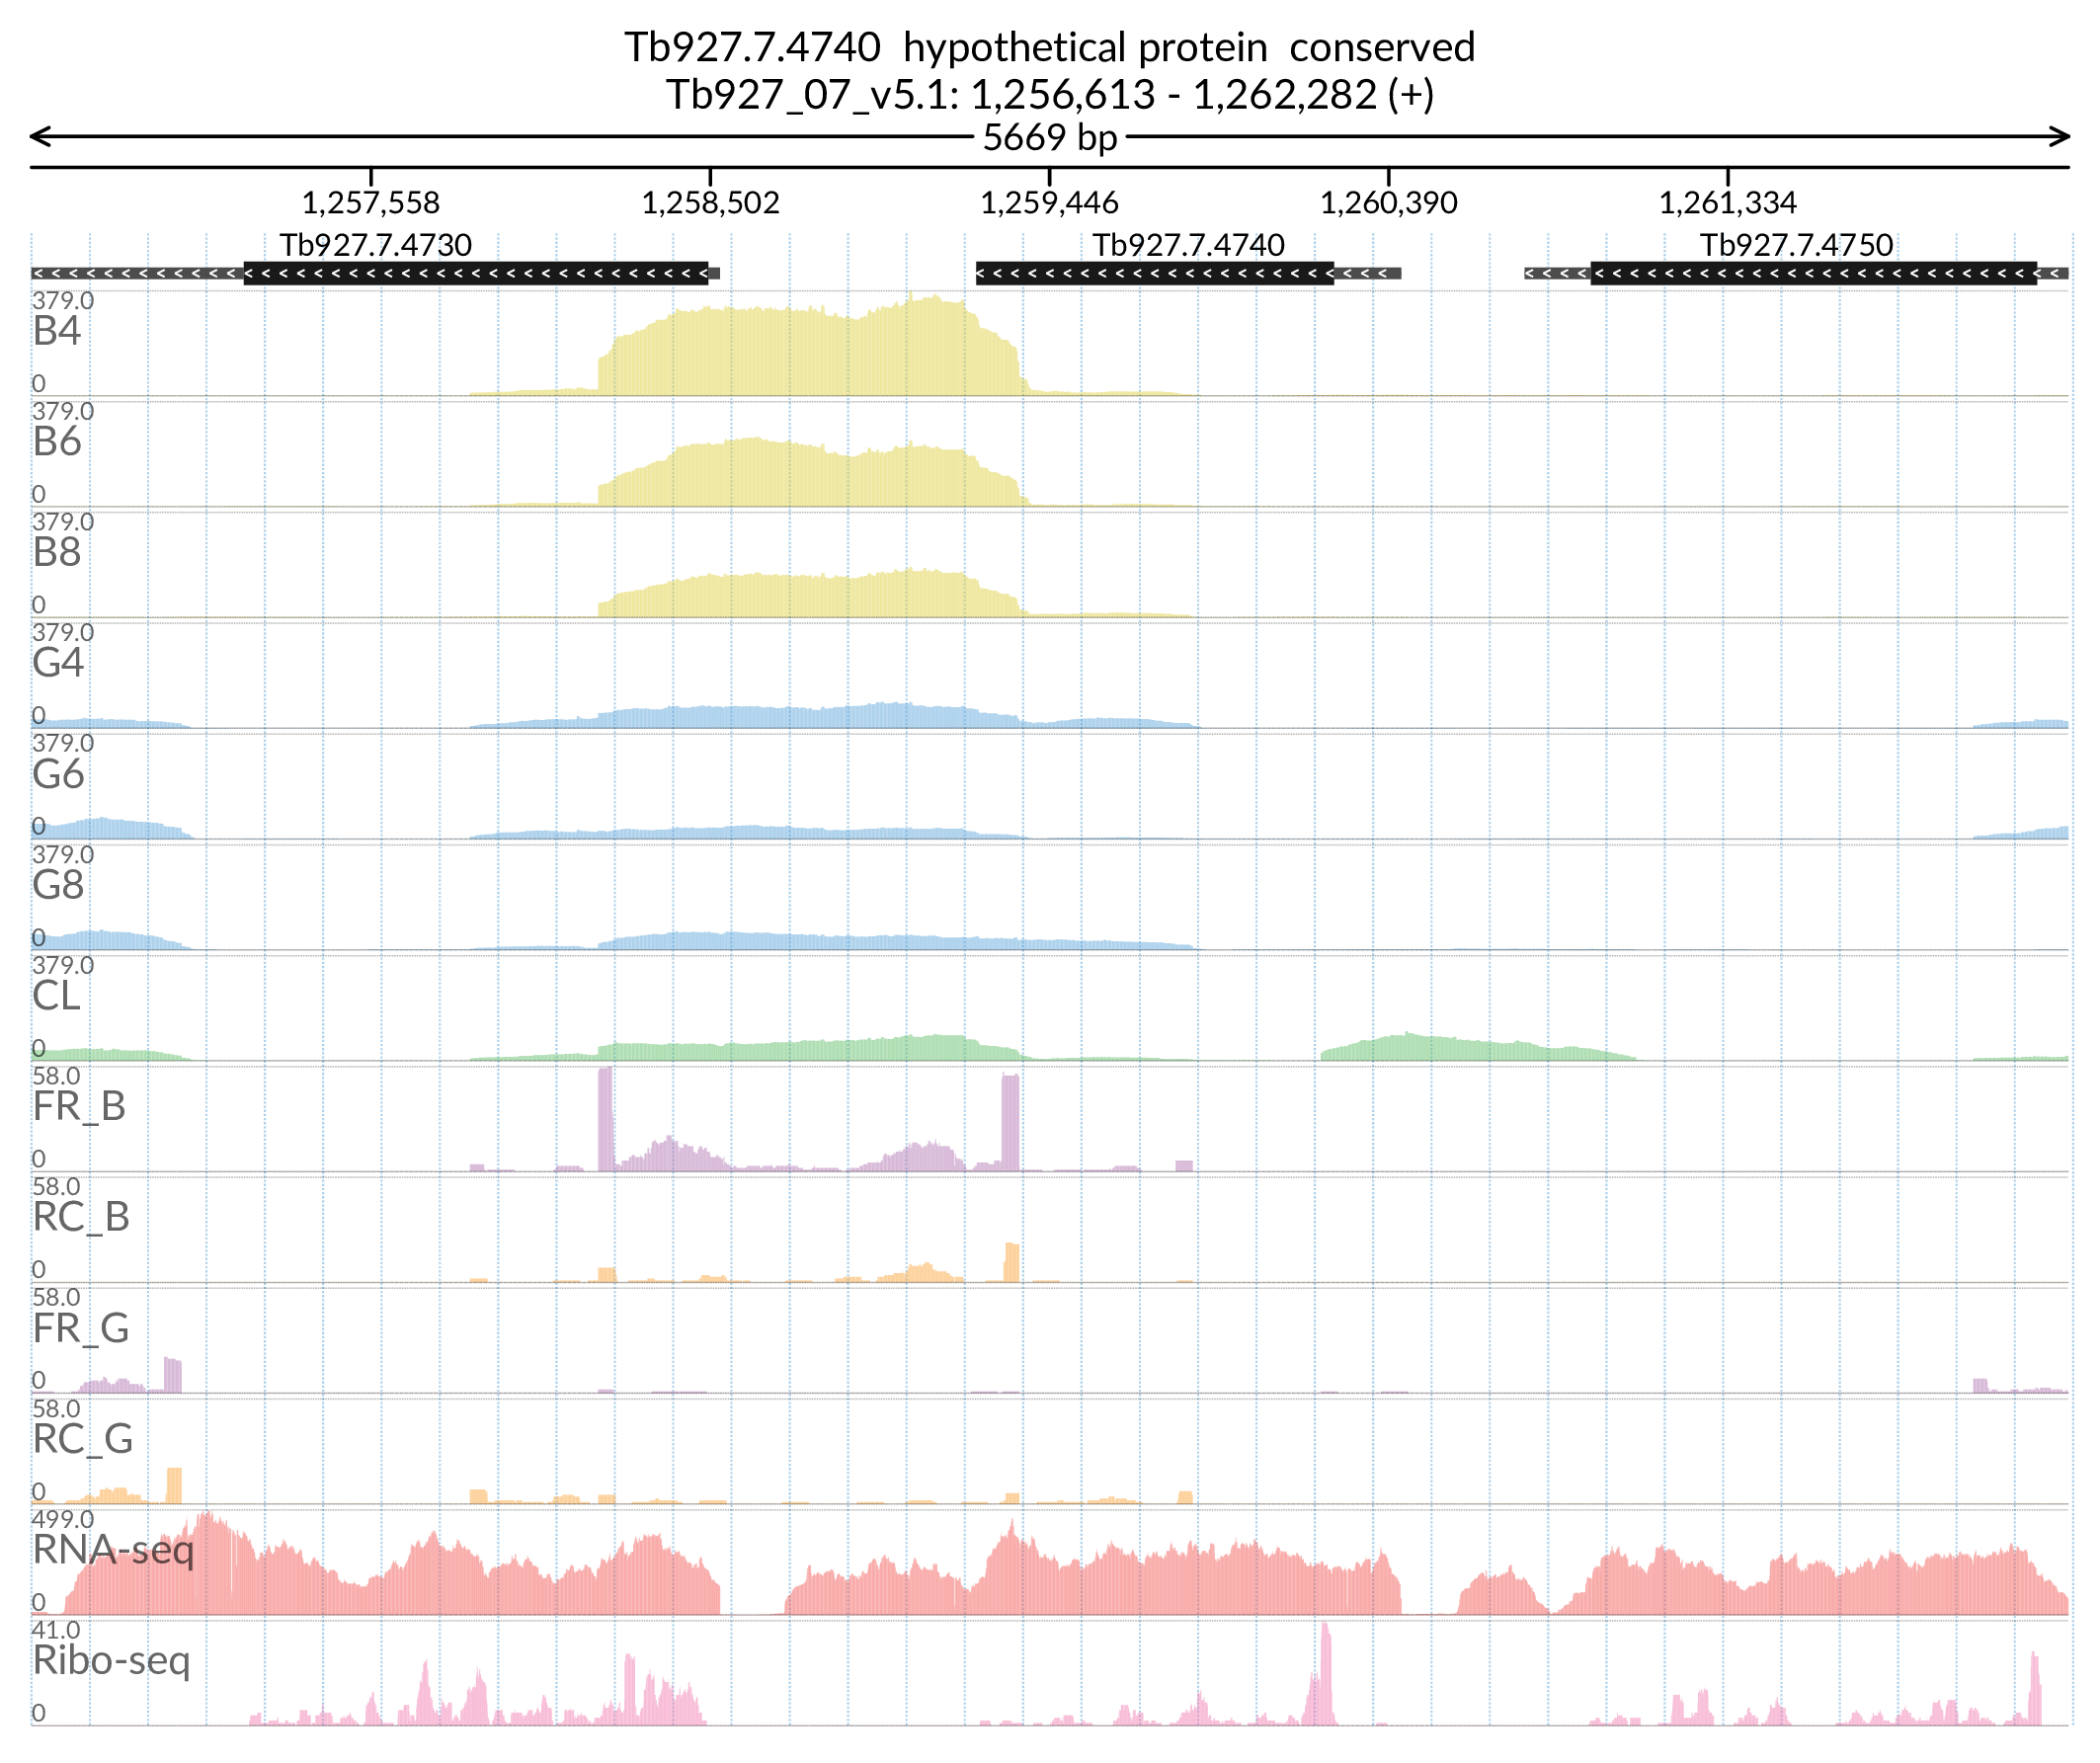 Tb927.7.4740 hypothetical protein conserved
Tb927_07_v5.1: 1,256,613 - 1,262,282 (+)
5669 bp
1,257,558 1,258,502 1,259,446 1,260,390 1,261,334
Tb927.7.4730 Tb927.7.4740 Tb927.7.4750
379.0
B4
0
379.0
B6
0
379.0
B8
0
379.0
G4
0
379.0
G6
0
379.0
G8
0
379.0
CL
0
58.0
FR_B
0
58.0
RC_B
0
58.0
FR_G
0
58.0
RC_G
0
499.0
RNA-seq
0
41.0
Ribo-seq
0